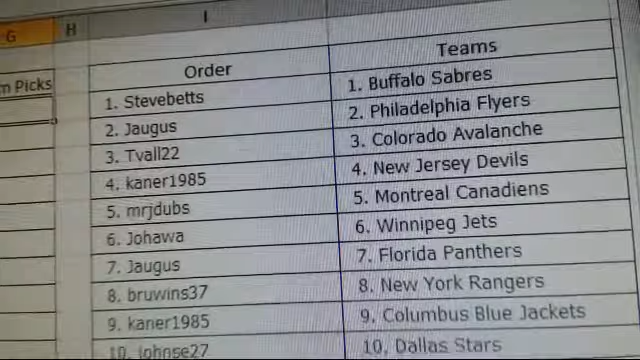 G H I
m Picks Order Teams
1. Stevebetts 1. Buffalo Sabres
2. Jaugus 2. Philadelphia Flyers
3. Tvall22 3. Colorado Avalanche
4. kaner1985 4. New Jersey Devils
5. mrjdubs 5. Montreal Canadiens
6. Johawa 6. Winnipeg Jets
7. Jaugus 7. Florida Panthers
8. bruwins37 8. New York Rangers
9. kaner1985 9. Columbus Blue Jackets
10. johnse27 10. Dallas Stars